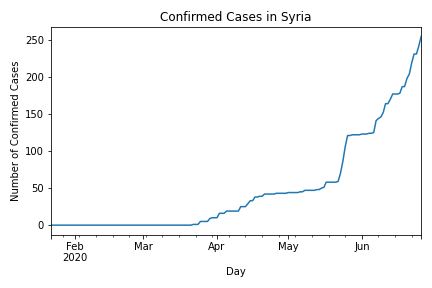 Confirmed Cases in Syria
Number of Confirmed Cases
250
200
150
100
50
0
Feb
2020
Mar
Apr
May
Jun
Day